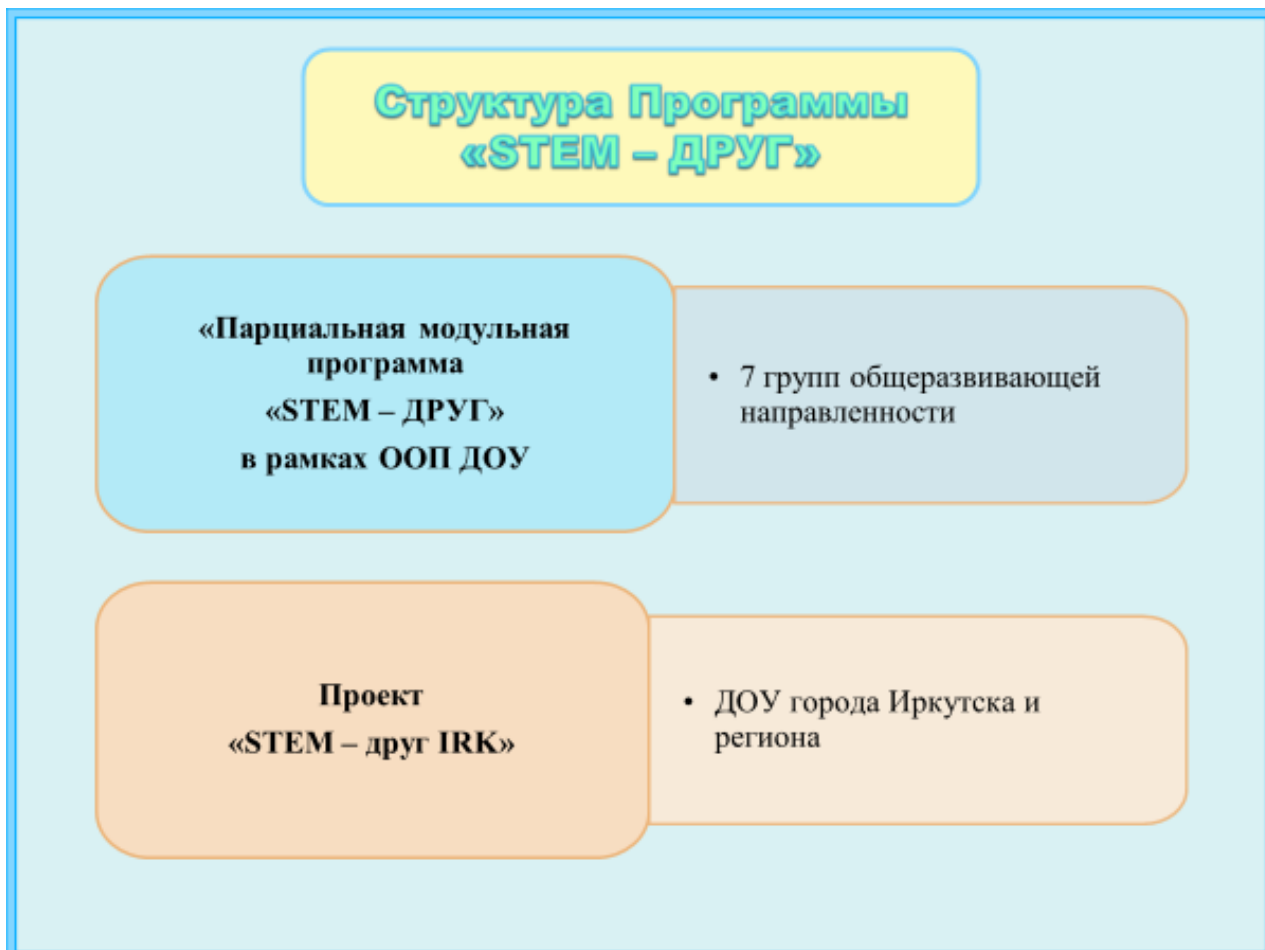 Структура Программы
«STEM – ДРУГ»
«Парциальная модульная
программа
«STEM – ДРУГ»
в рамках ООП ДОУ
• 7 групп общеразвивающей
направленности
Проект
«STEM – друг IRK»
• ДОУ города Иркутска и
региона